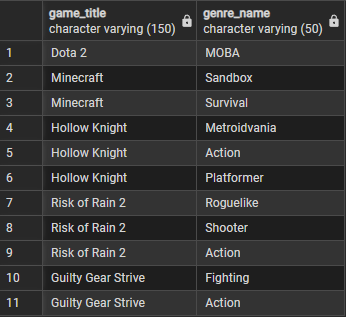 game_title genre_name
character varying (150) character varying (50)
1 Dota 2 MOBA
2 Minecraft Sandbox
3 Minecraft Survival
4 Hollow Knight Metroidvania
5 Hollow Knight Action
6 Hollow Knight Platformer
7 Risk of Rain 2 Roguelike
8 Risk of Rain 2 Shooter
9 Risk of Rain 2 Action
10 Guilty Gear Strive Fighting
11 Guilty Gear Strive Action